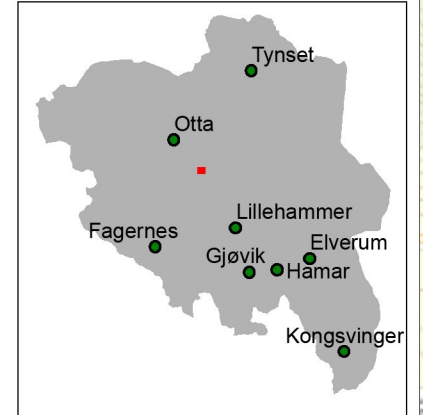 Tynset
Otta
Lillehammer
Fagernes
Elverum
Gjøvik
Hamar
Kongsvinger